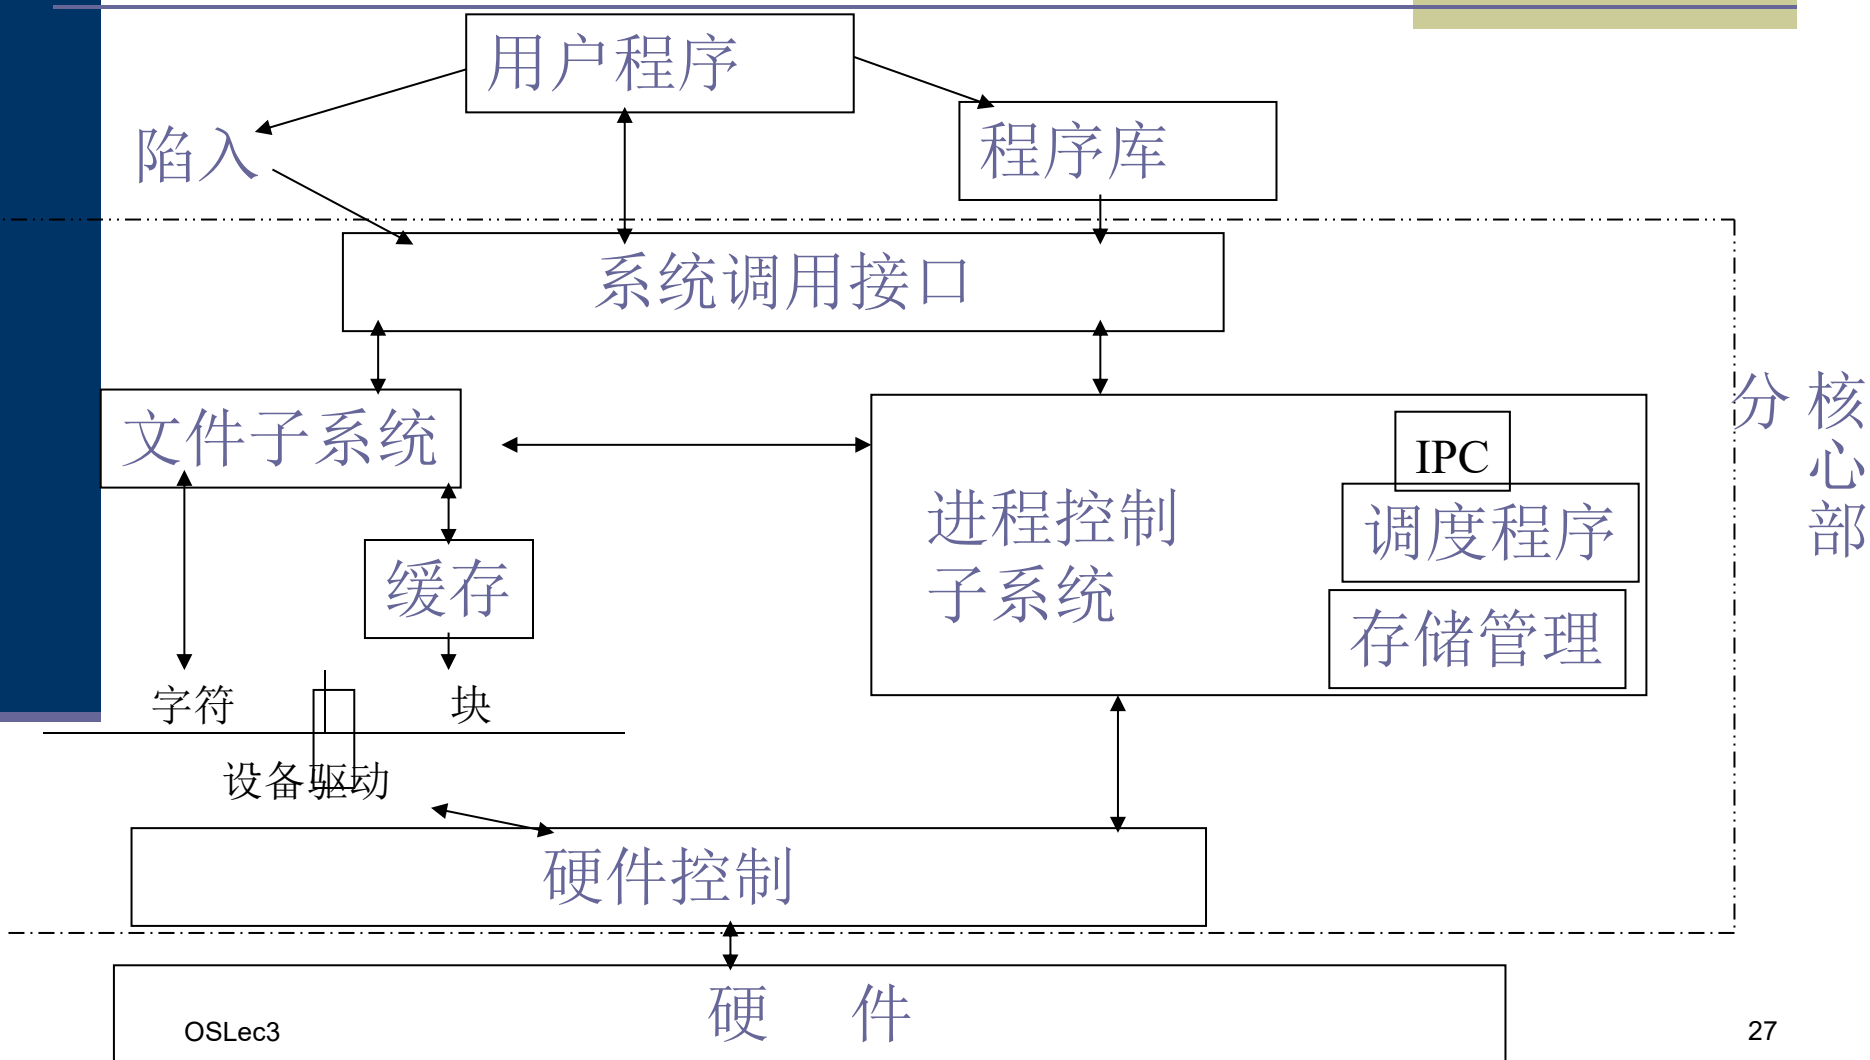 用户程序
陷入
程序库
系统调用接口
文件子系统
IPC
进程控制
子系统
调度程序
缓存
存储管理
字符
块
设备驱动
硬件控制
硬 件
核心部
分
OSLec3
27